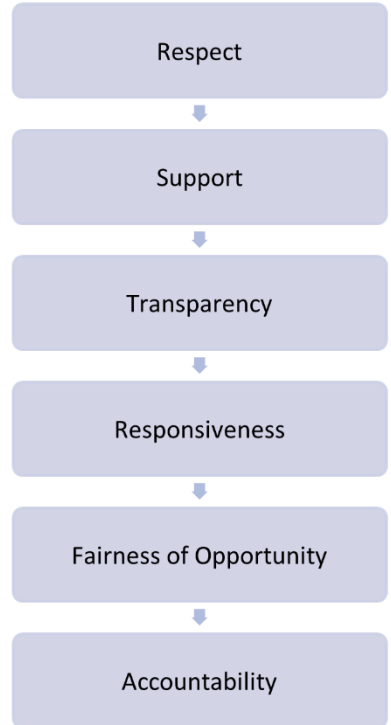 Respect
Support
Transparency
Responsiveness
Fairness of Opportunity
Accountability